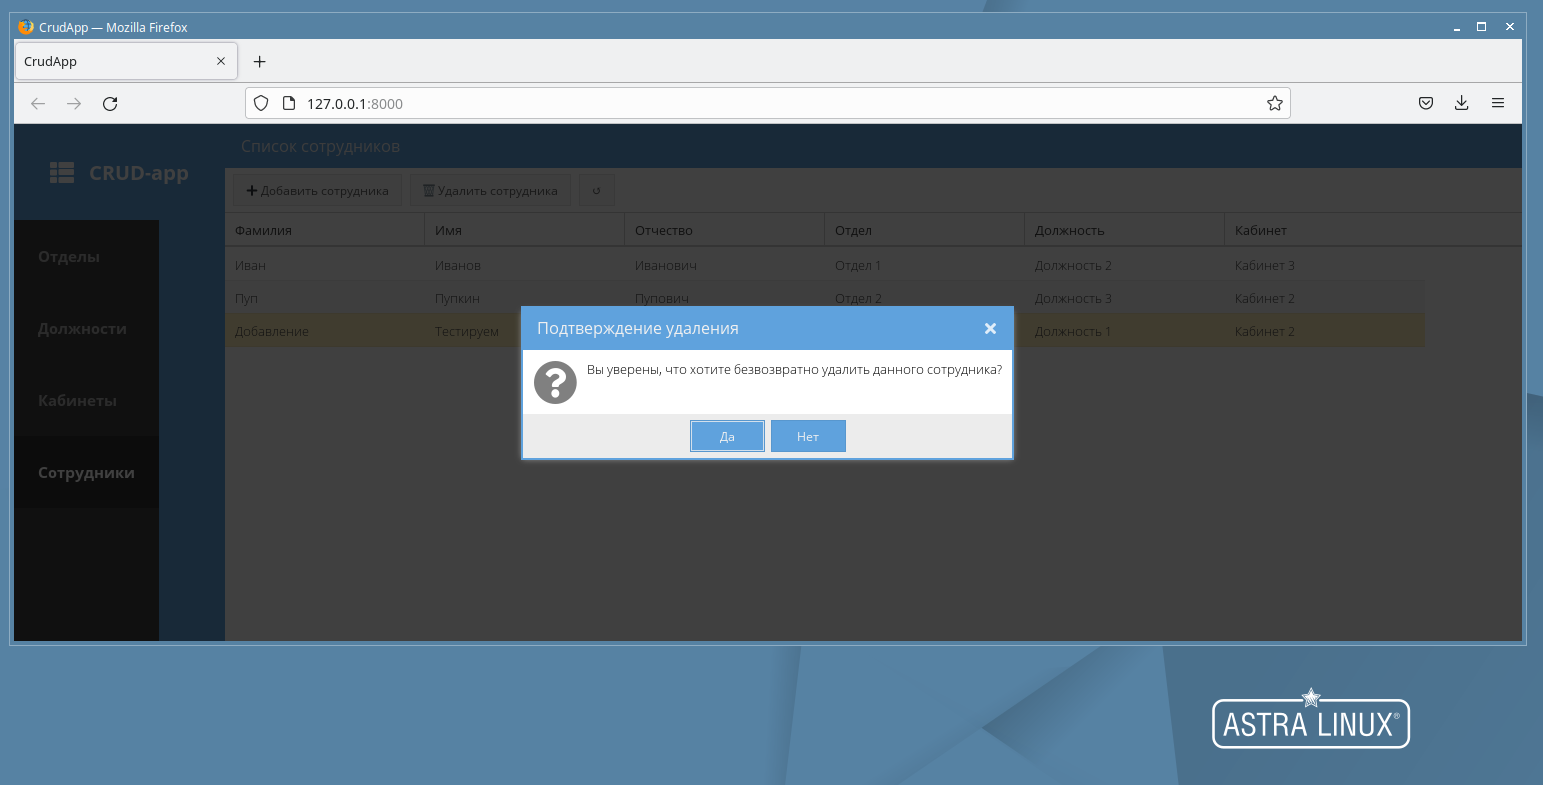 CrudApp — Mozilla Firefox
CrudApp
127.0.0.1:8000
CRUD-app
Список сотрудников
Добавить сотрудника Удалить сотрудника
Фамилия Имя Отчество Отдел Должность Кабинет
Отделы
Иван Иванов Иванович Отдел 1 Должность 2 Кабинет 3
Пуп Пупкин Пупович Отдел 2 Должность 3 Кабинет 2
Должности
Добавление Тестируем Должность 1 Кабинет 2
Подтверждение удаления
Вы уверены, что хотите безвозвратно удалить данного сотрудника?
Кабинеты
Да Нет
Сотрудники
ASTRA LINUX®